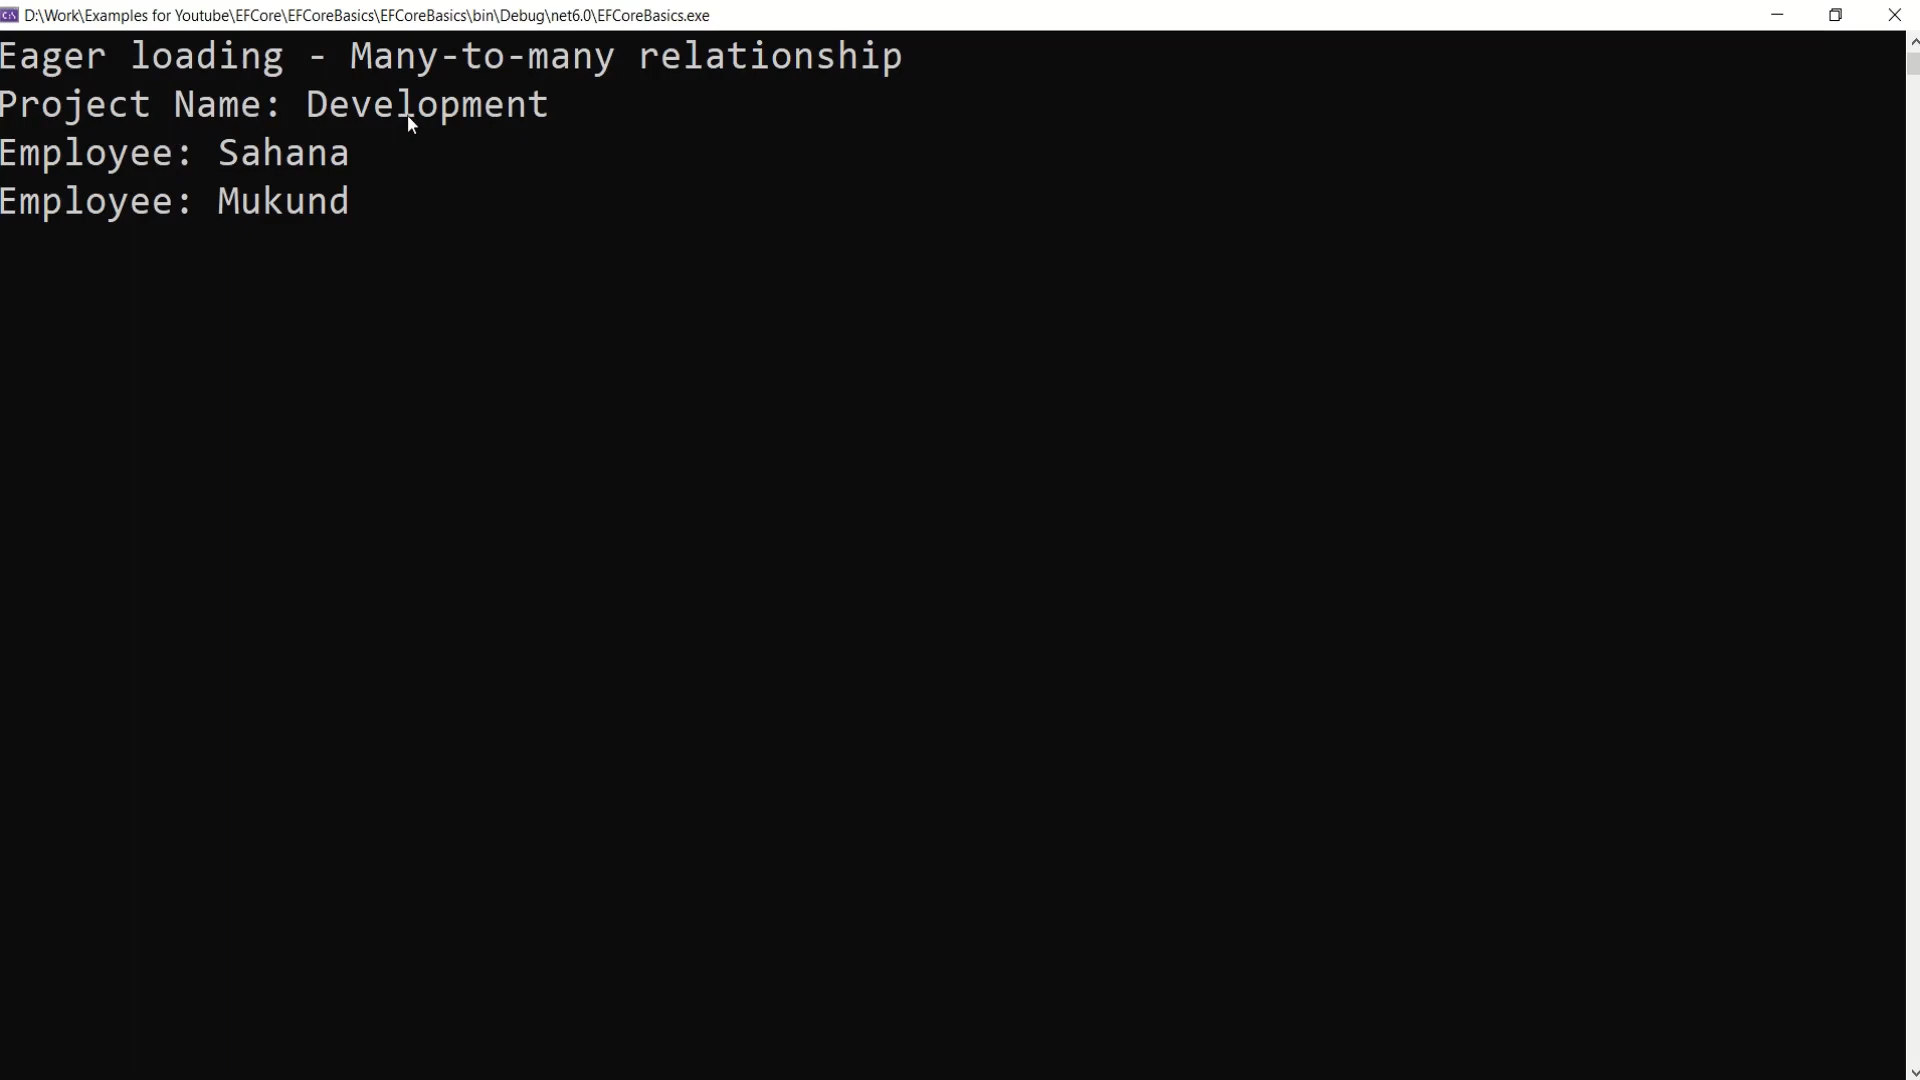 D:\Work\Examples for Youtube\EFCore\EFCoreBasics\EFCoreBasics\bin\Debug\net6.0\EFCoreBasics.exe
Eager loading - Many-to-many relationship
Project Name: Development
Employee: Sahana
Employee: Mukund